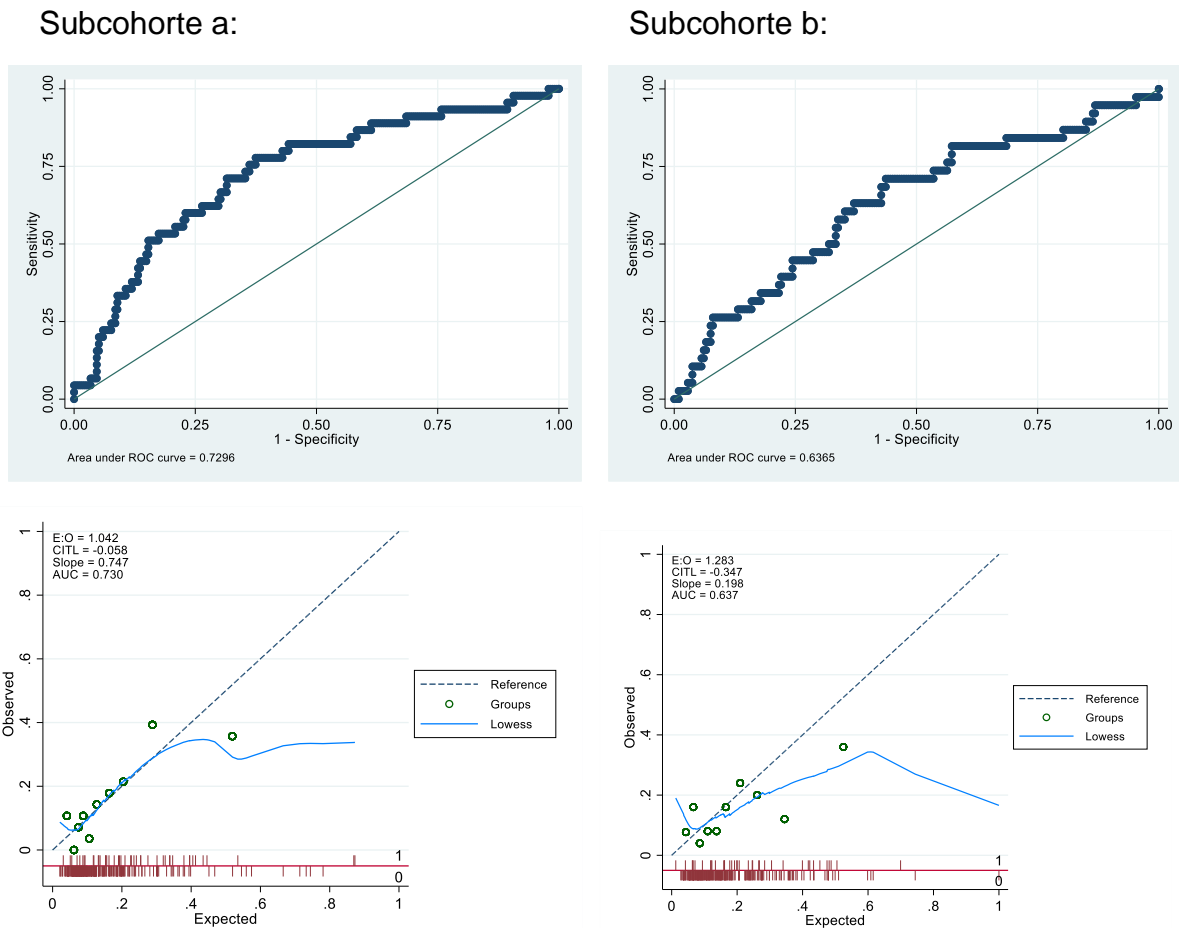 Subcohorte a:
Sensitivity
1.00
0.75
0.50
0.25
0.00
0.00 0.25 0.50 0.75 1.00
1 - Specificity
Area under ROC curve = 0.7296
Subcohorte b:
Sensitivity
1.00
0.75
0.50
0.25
0.00
0.00 0.25 0.50 0.75 1.00
1 - Specificity
Area under ROC curve = 0.6365
E:O = 1.042
CITL = -0.058
Slope = 0.747
AUC = 0.730
Observed
1
.8
.6
.4
.2
0
1
0
0 .2 .4 .6 .8 1
Expected
Reference
Groups
Lowess
E:O = 1.283
CITL = -0.347
Slope = 0.198
AUC = 0.637
Observed
1
.8
.6
.4
.2
0
1
0
0 .2 .4 .6 .8 1
Expected
Reference
Groups
Lowess